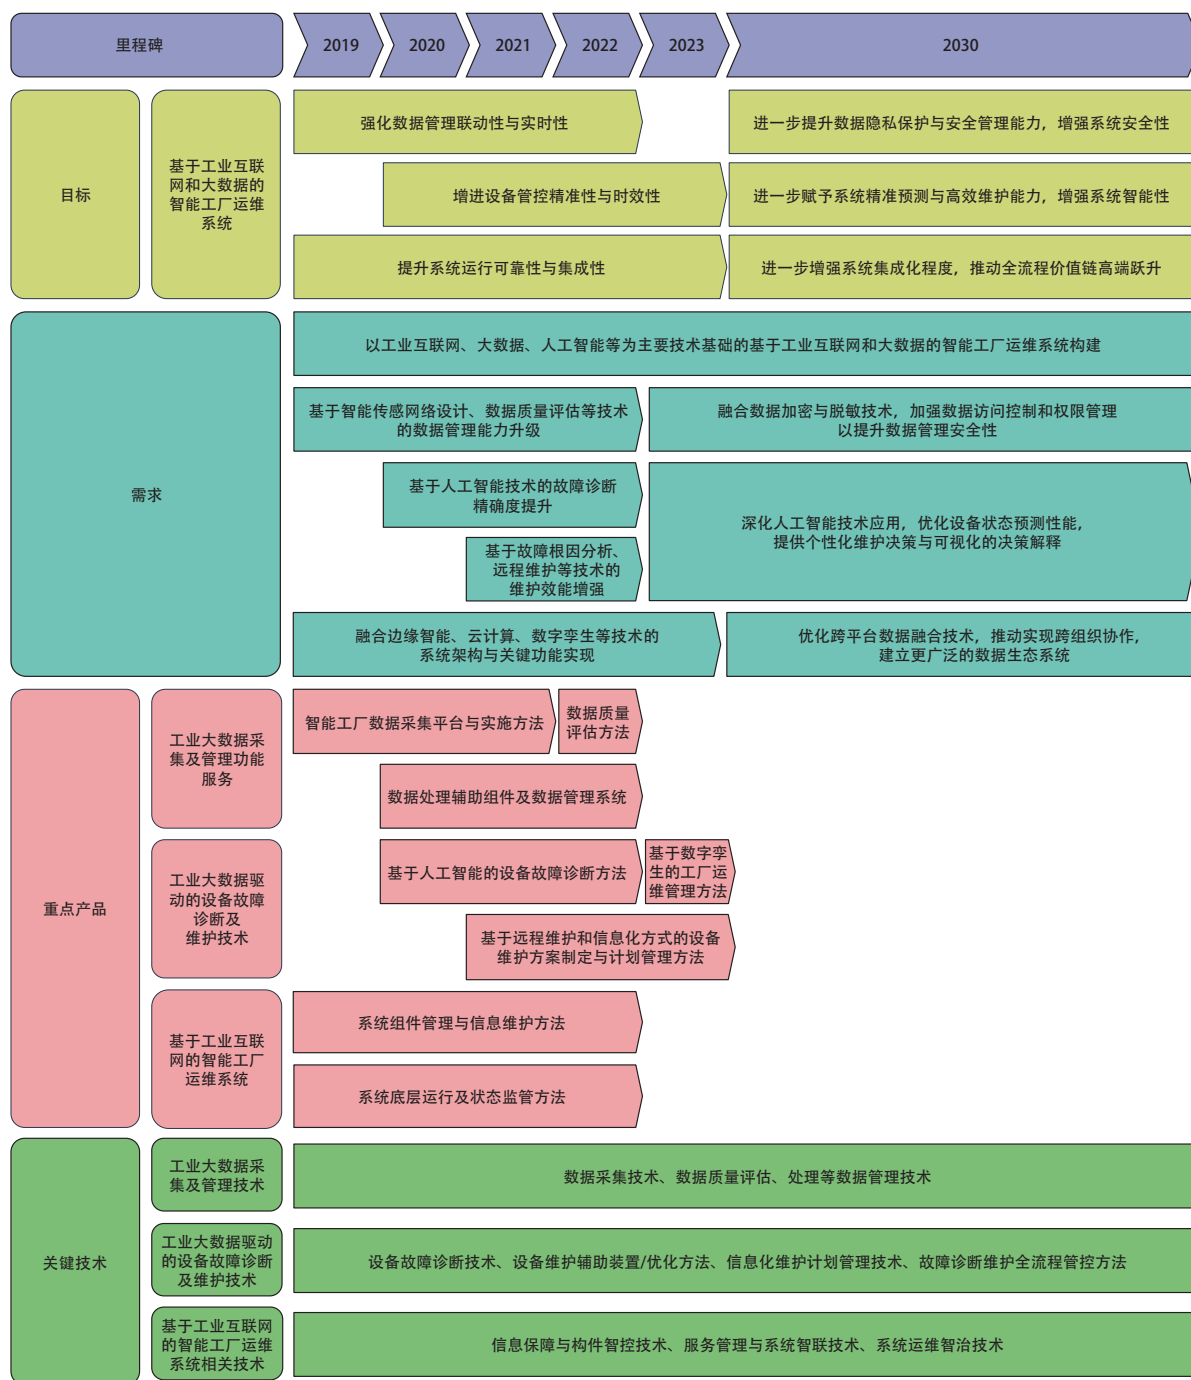 里程碑
2019
2020
2021
2022
2023
2030
目标
基于工业互联
网和大数据的
智能工厂运维
系统
强化数据管理联动性与实时性
进一步提升数据隐私保护与安全管理能力，增强系统安全性
增进设备管控精准性与时效性
进一步赋予系统精准预测与高效维护能力，增强系统智能性
提升系统运行可靠性与集成性
进一步增强系统集成化程度，推动全流程价值链高端跃升
需求
以工业互联网、大数据、人工智能等为主要技术基础的基于工业互联网和大数据的智能工厂运维系统构建
基于智能传感网络设计、数据质量评估等技术
的数据管理能力升级
融合数据加密与脱敏技术，加强数据访问控制和权限管理
以提升数据管理安全性
基于人工智能技术的故障诊断
精确度提升
基于故障根因分析、
远程维护等技术的
维护效能增强
深化人工智能技术应用，优化设备状态预测性能，
提供个性化维护决策与可视化的决策解释
融合边缘智能、云计算、数字孪生等技术的
系统架构与关键功能实现
优化跨平台数据融合技术，推动实现跨组织协作，
建立更广泛的数据生态系统
重点产品
工业大数据采
集及管理功能
服务
智能工厂数据采集平台与实施方法
数据质量
评估方法
数据处理辅助组件及数据管理系统
工业大数据驱
动的设备故障
诊断及
维护技术
基于人工智能的设备故障诊断方法
基于数字孪
生的工厂运
维管理方法
基于远程维护和信息化方式的设备
维护方案制定与计划管理方法
基于工业互联
网的智能工厂
运维系统
系统组件管理与信息维护方法
系统底层运行及状态监管方法
关键技术
工业大数据采
集及管理技术
数据采集技术、数据质量评估、处理等数据管理技术
工业大数据驱动
的设备故障诊断
及维护技术
设备故障诊断技术、设备维护辅助装置/优化方法、信息化维护计划管理技术、故障诊断维护全流程管控方法
基于工业互联网
的智能工厂运维
系统相关技术
信息保障与构件智控技术、服务管理与系统智联技术、系统运维智治技术